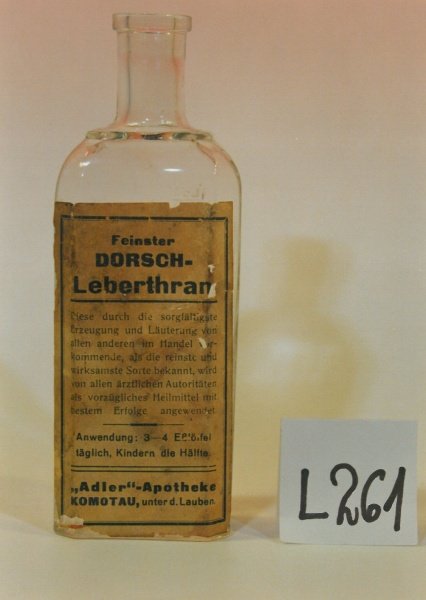 Feinster
DORSCH-
Leberthran
Diese durch die sorgfältigste
Erzeugung und Läuterung von
allen anderen im Handel vor-
kommende, als die reinste und
wirksamste Sorte bekannt, wird
von allen ärztlichen Autoritäten
als vorzügliches Heilmittel mit
bestem Erfolge angewendet
Anwendung: 3-4 Eßlöffel
täglich, Kindern die Hälfte.
„Adler“-Apotheke
KOMOTAU, unter d. Lauben.
L261